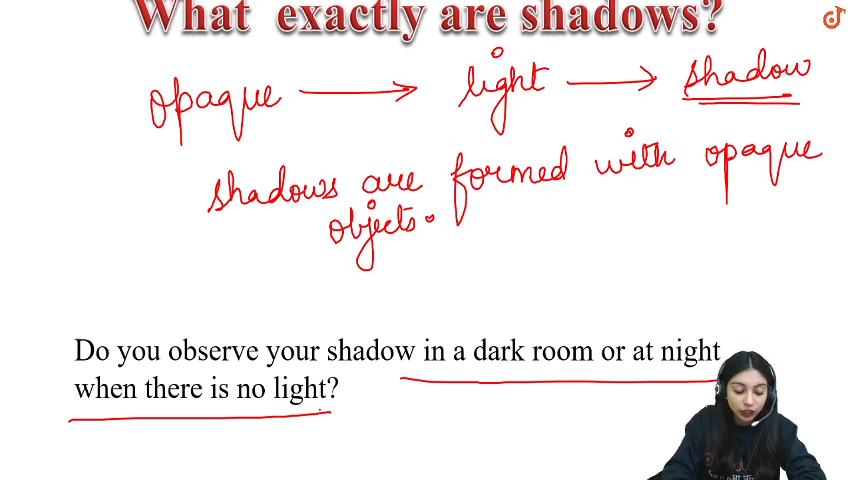 What exactly are shadows?
opaque → light → shadow
shadows are formed with opaque
objects.
Do you observe your shadow in a dark room or at night
when there is no light?